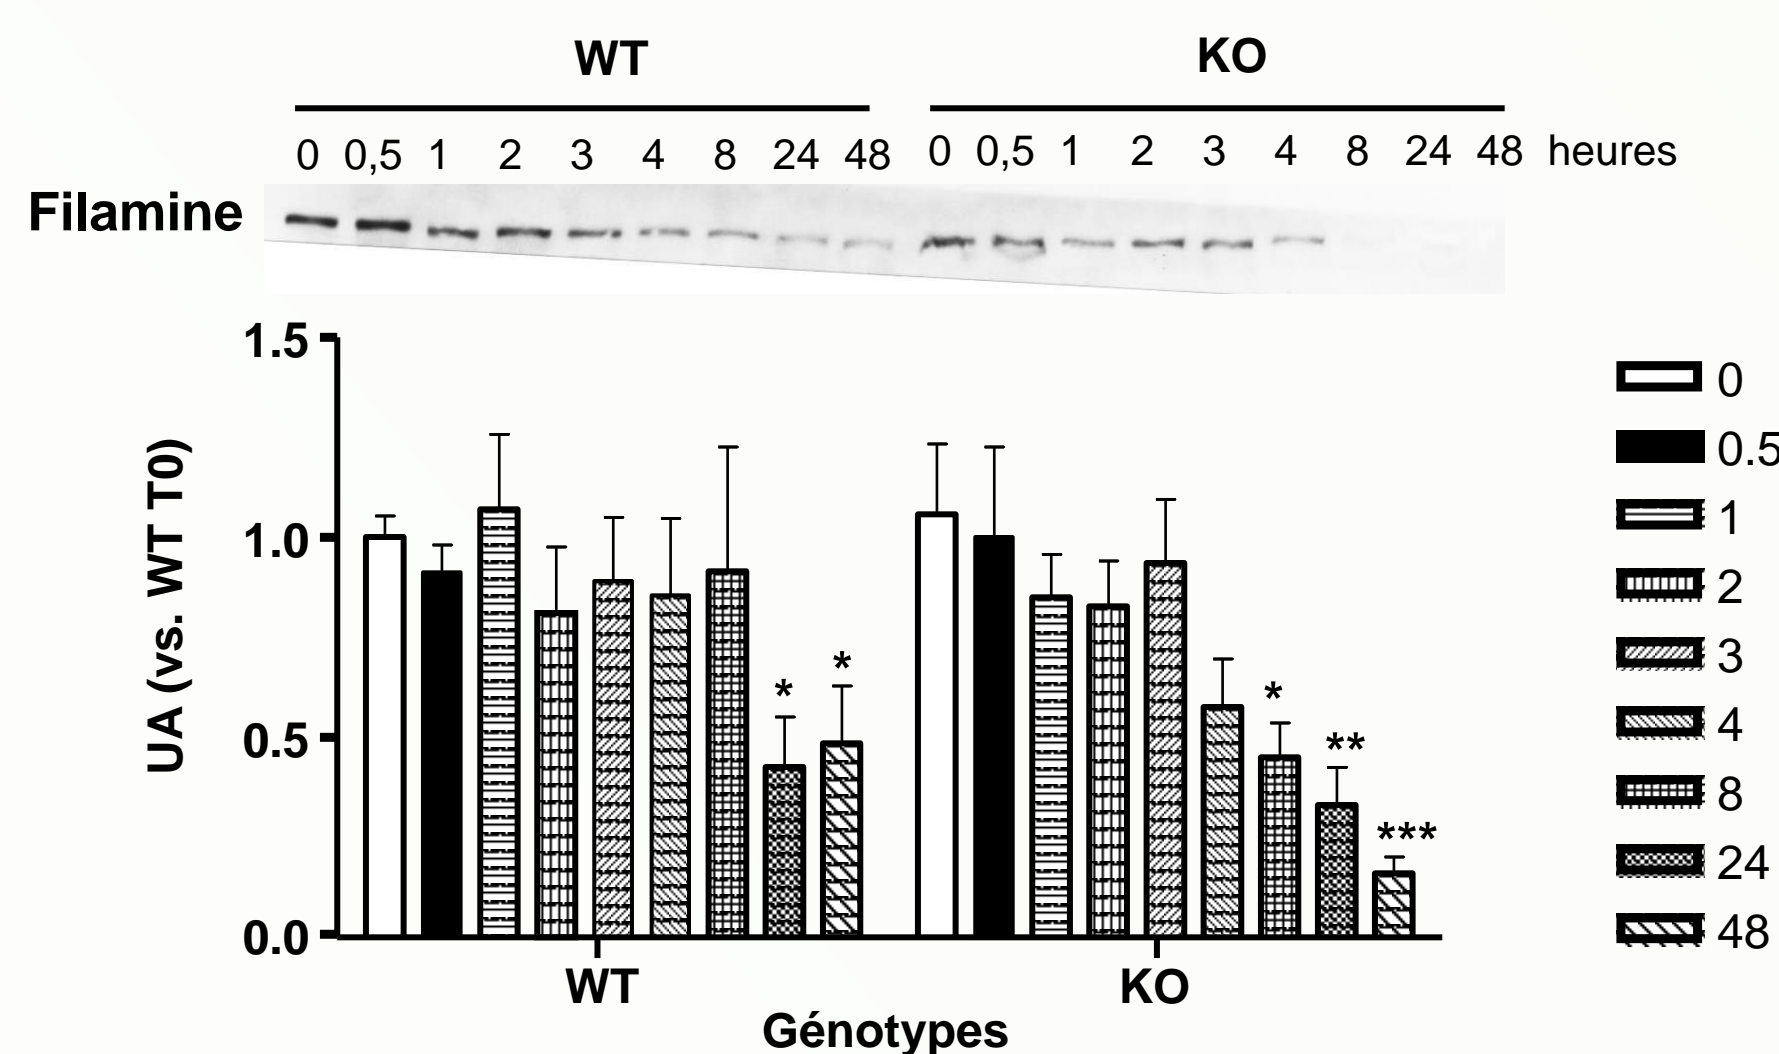 WT KO
0 0,5 1 2 3 4 8 24 48 0 0,5 1 2 3 4 8 24 48 heures
Filamine
1.5
1.0
0.5
0.0
UA (vs. WT T0)
* * * ** ***
WT KO
Génotypes
0
0.5
1
2
3
4
8
24
48